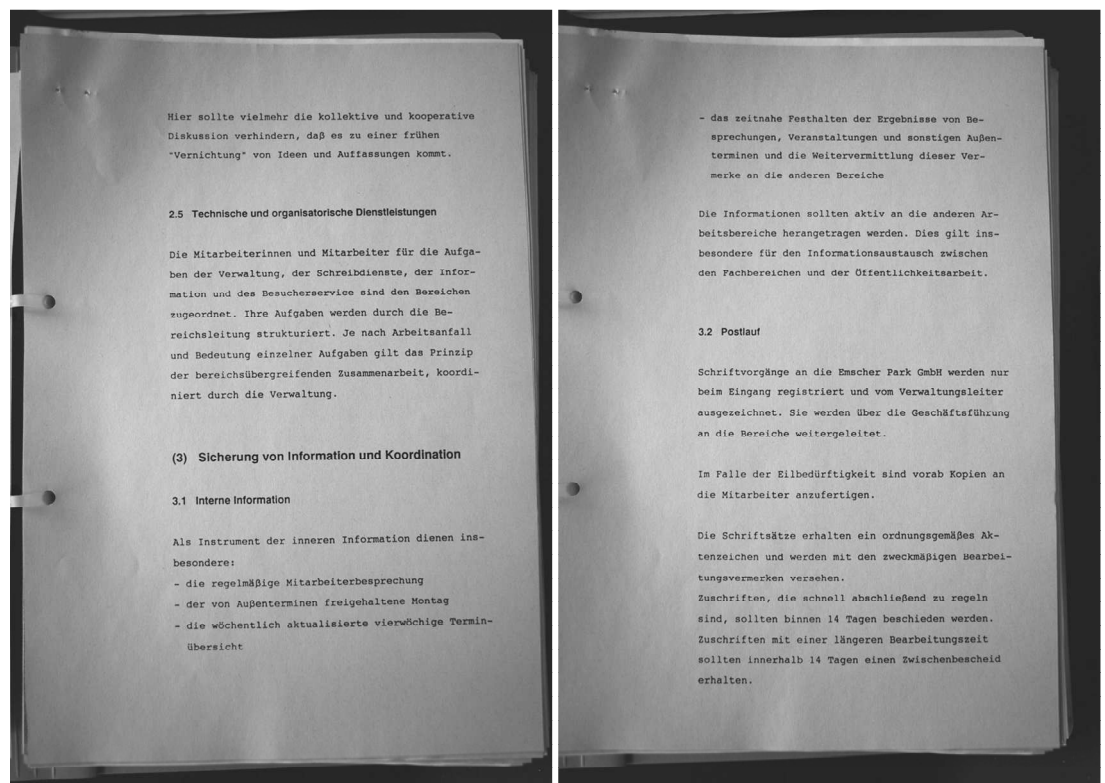 Hier sollte vielmehr die kollektive und kooperative
Diskussion verhindern, daß es zu einer frühen
"Vernichtung" von Ideen und Auffassungen kommt.
2.5 Technische und organisatorische Dienstleistungen
Die Mitarbeiterinnen und Mitarbeiter für die Aufga-
ben der Verwaltung, der Schreibdienste, der Infor-
mation und des Besucherservice sind den Bereichen
zugeordnet. Ihre Aufgaben werden durch die Be-
reichsleitung strukturiert. Je nach Arbeitsanfall
und Bedeutung einzelner Aufgaben gilt das Prinzip
der bereichsübergreifenden Zusammenarbeit, koordi-
niert durch die Verwaltung.
(3) Sicherung von Information und Koordination
3.1 Interne Information
Als Instrument der inneren Information dienen ins-
besondere:
- die regelmäßige Mitarbeiterbesprechung
- der von Außenterminen freigehaltene Montag
- die wöchentlich aktualisierte vierwöchige Termin-
übersicht
- das zeitnahe Festhalten der Ergebnisse von Be-
sprechungen, Veranstaltungen und sonstigen Außen-
terminen und die Weitervermittlung dieser Ver-
merke an die anderen Bereiche
Die Informationen sollten aktiv an die anderen Ar-
beitsbereiche herangetragen werden. Dies gilt ins-
besondere für den Informationsaustausch zwischen
den Fachbereichen und der Öffentlichkeitsarbeit.
3.2 Postlauf
Schriftvorgänge an die Emscher Park GmbH werden nur
beim Eingang registriert und vom Verwaltungsleiter
ausgezeichnet. Sie werden über die Geschäftsführung
an die Bereiche weitergeleitet.
Im Falle der Eilbedürftigkeit sind vorab Kopien an
die Mitarbeiter anzufertigen.
Die Schriftsätze erhalten ein ordnungsgemäßes Ak-
tenzeichen und werden mit den zweckmäßigen Bearbei-
tungsvermerken versehen.
Zuschriften, die schnell abschließend zu regeln
sind, sollten binnen 14 Tagen beschieden werden.
Zuschriften mit einer längeren Bearbeitungszeit
sollten innerhalb 14 Tagen einen Zwischenbescheid
erhalten.